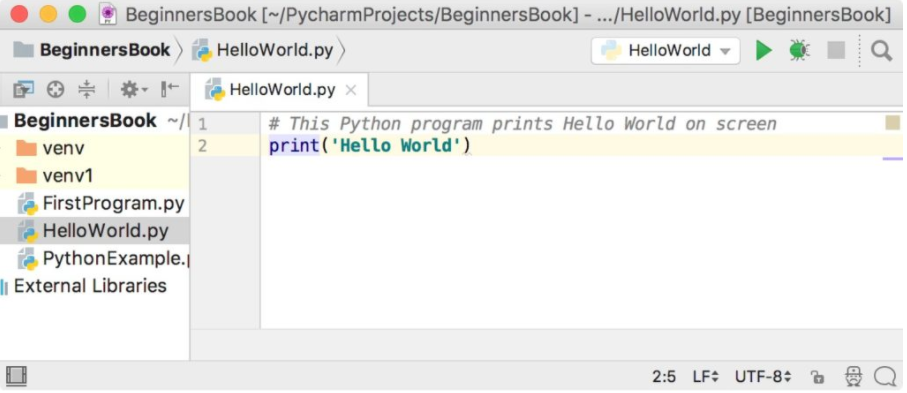 BeginnersBook [~/PycharmProjects/BeginnersBook] - .../HelloWorld.py [BeginnersBook]
BeginnersBook HelloWorld.py HelloWorld
HelloWorld.py
BeginnersBook ~/
1 # This Python program prints Hello World on screen
2 print('Hello World')
venv
venv1
FirstProgram.py
HelloWorld.py
PythonExample.
External Libraries
2:5 LF UTF-8